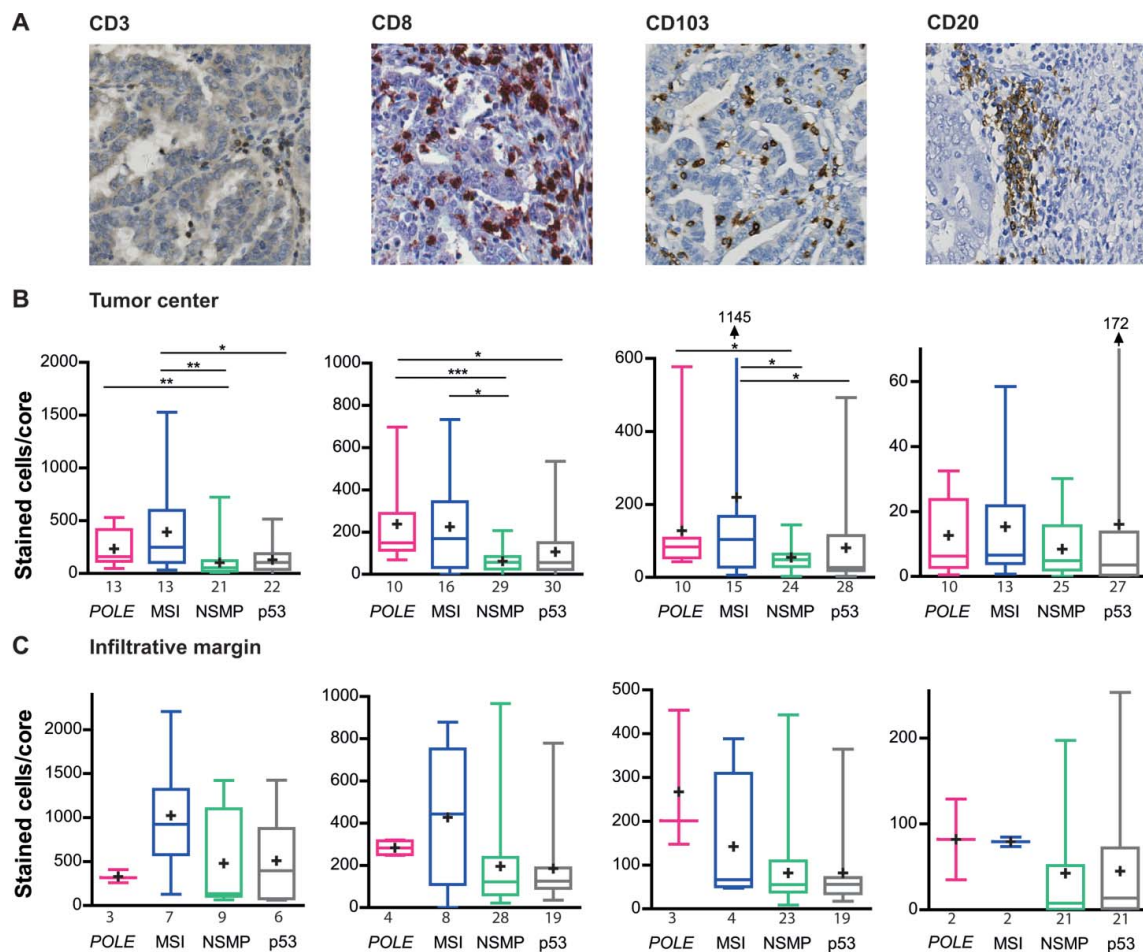 A CD3 CD8 CD103 CD20
B Tumor center
Stained cells/core
2000
1500
1000
500
0
* ** **
13 13 21 22
POLE MSI NSMP p53
1000
800
600
400
200
0
* *** *
10 16 29 30
POLE MSI NSMP p53
1145
600
400
200
0
* * *
10 15 24 28
POLE MSI NSMP p53
172
60
40
20
0
10 13 25 27
POLE MSI NSMP p53
C Infiltrative margin
Stained cells/core
2000
1500
1000
500
0
3 7 9 6
POLE MSI NSMP p53
1000
800
600
400
200
0
4 8 28 19
POLE MSI NSMP p53
500
400
300
200
100
0
3 4 23 19
POLE MSI NSMP p53
200
100
0
2 2 21 21
POLE MSI NSMP p53